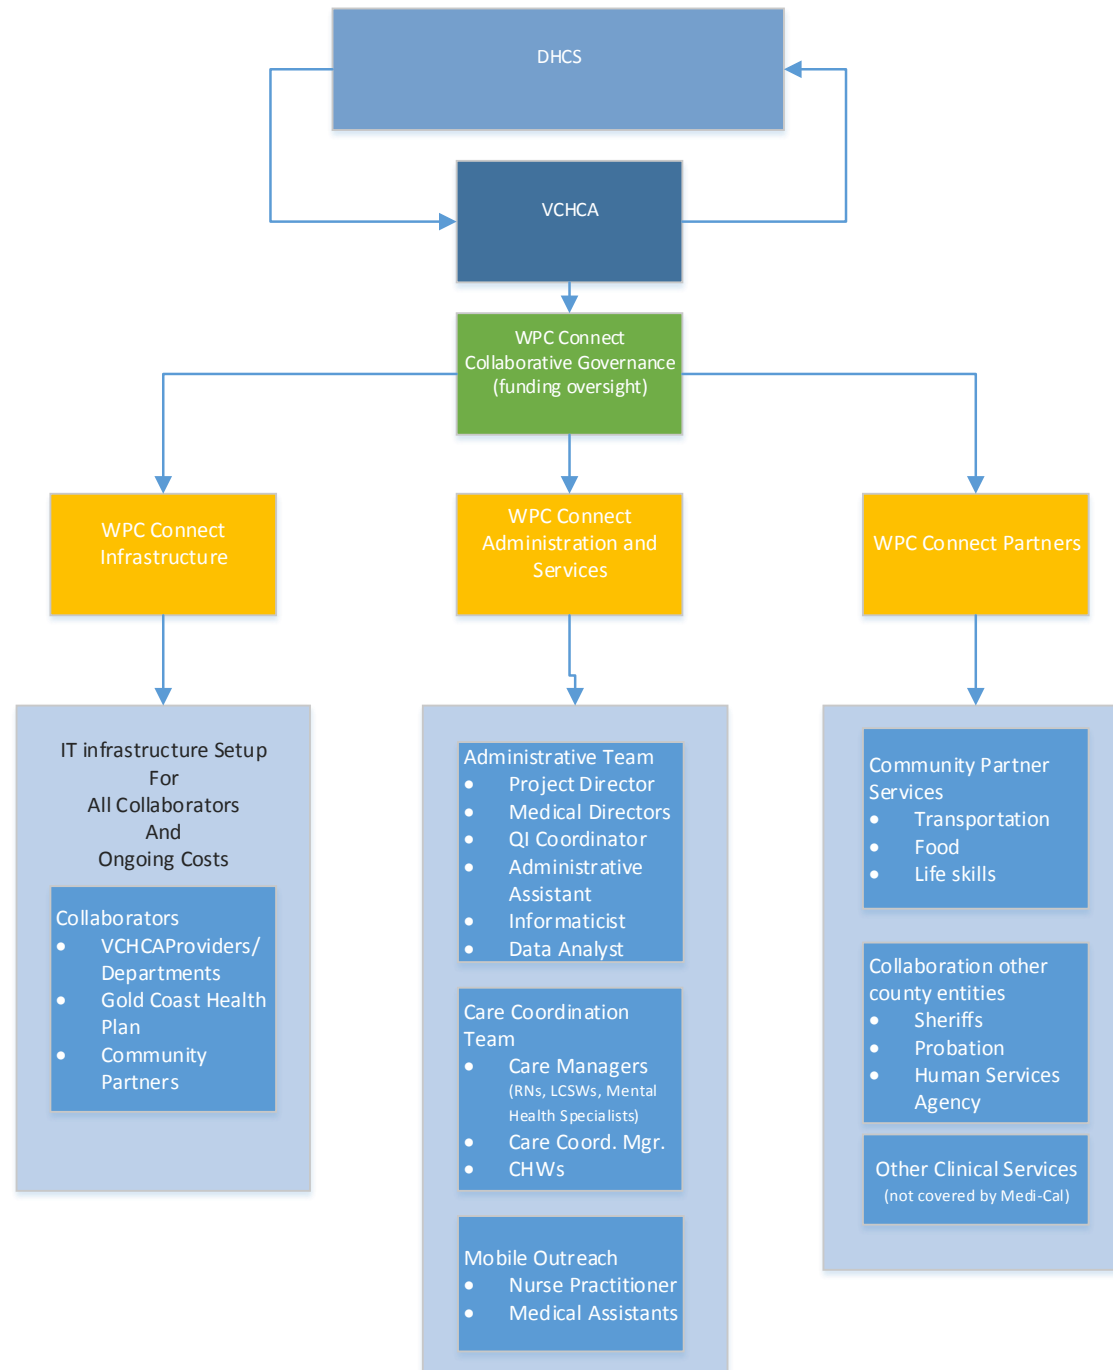 DHCS
VCHCA
WPC Connect
Collaborative Governance
(funding oversight)
WPC Connect
Infrastructure
WPC Connect
Administration and
Services
WPC Connect Partners
IT infrastructure Setup
For
All Collaborators
And
Ongoing Costs
Collaborators
• VCHCAProviders/
Departments
• Gold Coast Health
Plan
• Community
Partners
Administrative Team
• Project Director
• Medical Directors
• QI Coordinator
• Administrative
Assistant
• Informaticist
• Data Analyst
Care Coordination
Team
• Care Managers
(RNs, LCSWs, Mental
Health Specialists)
• Care Coord. Mgr.
• CHWs
Mobile Outreach
• Nurse Practitioner
• Medical Assistants
Community Partner
Services
• Transportation
• Food
• Life skills
Collaboration other
county entities
• Sheriffs
• Probation
• Human Services
Agency
Other Clinical Services
(not covered by Medi-Cal)